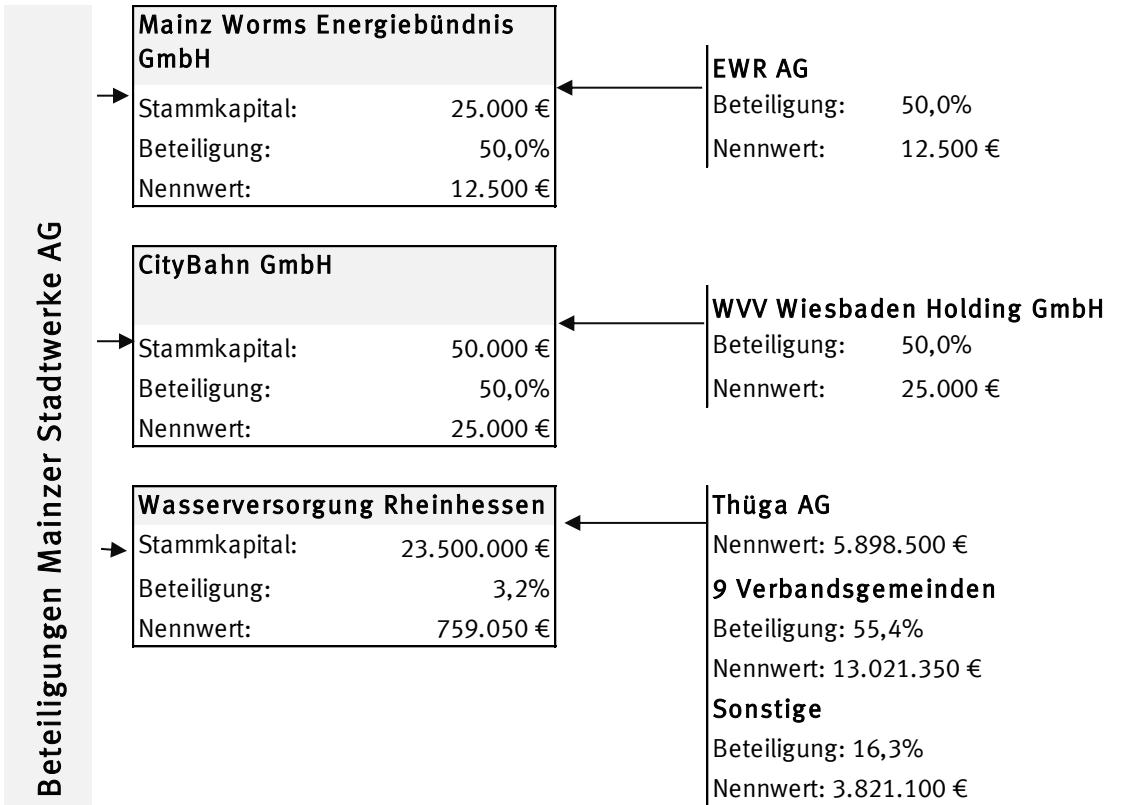 Beteiligungen Mainzer Stadtwerke AG
Mainz Worms Energiebündnis
GmbH
Stammkapital: 25.000 €
Beteiligung: 50,0%
Nennwert: 12.500 €
EWR AG
Beteiligung: 50,0%
Nennwert: 12.500 €
CityBahn GmbH
Stammkapital: 50.000 €
Beteiligung: 50,0%
Nennwert: 25.000 €
WVV Wiesbaden Holding GmbH
Beteiligung: 50,0%
Nennwert: 25.000 €
Wasserversorgung Rheinhessen
Stammkapital: 23.500.000 €
Beteiligung: 3,2%
Nennwert: 759.050 €
Thüga AG
Nennwert: 5.898.500 €
9 Verbandsgemeinden
Beteiligung: 55,4%
Nennwert: 13.021.350 €
Sonstige
Beteiligung: 16,3%
Nennwert: 3.821.100 €